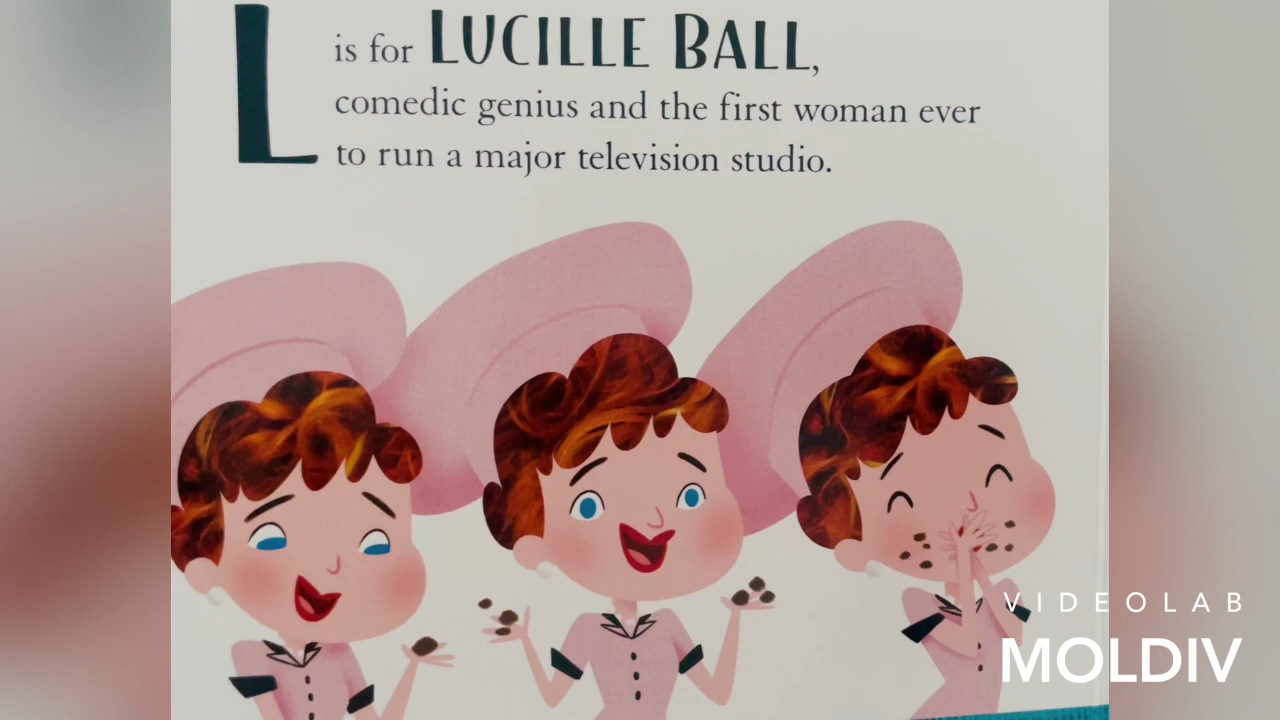 L is for LUCILLE BALL,
comedic genius and the first woman ever
to run a major television studio.
VIDEOLAB
MOLDIV